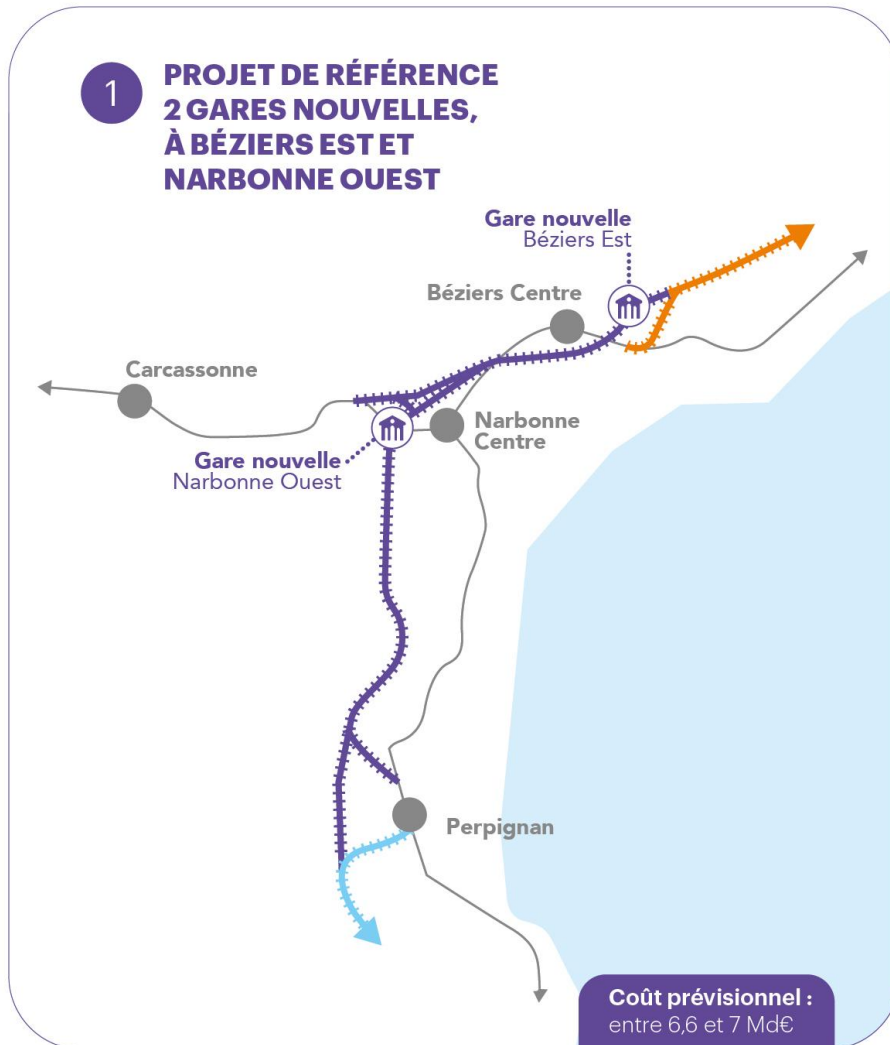 1
PROJET DE RÉFÉRENCE
2 GARES NOUVELLES,
À BÉZIERS EST ET
NARBONNE OUEST
Gare nouvelle
Béziers Est
Béziers Centre
Carcassonne
Narbonne
Centre
Gare nouvelle
Narbonne Ouest
Perpignan
Coût prévisionnel :
entre 6,6 et 7 Md€